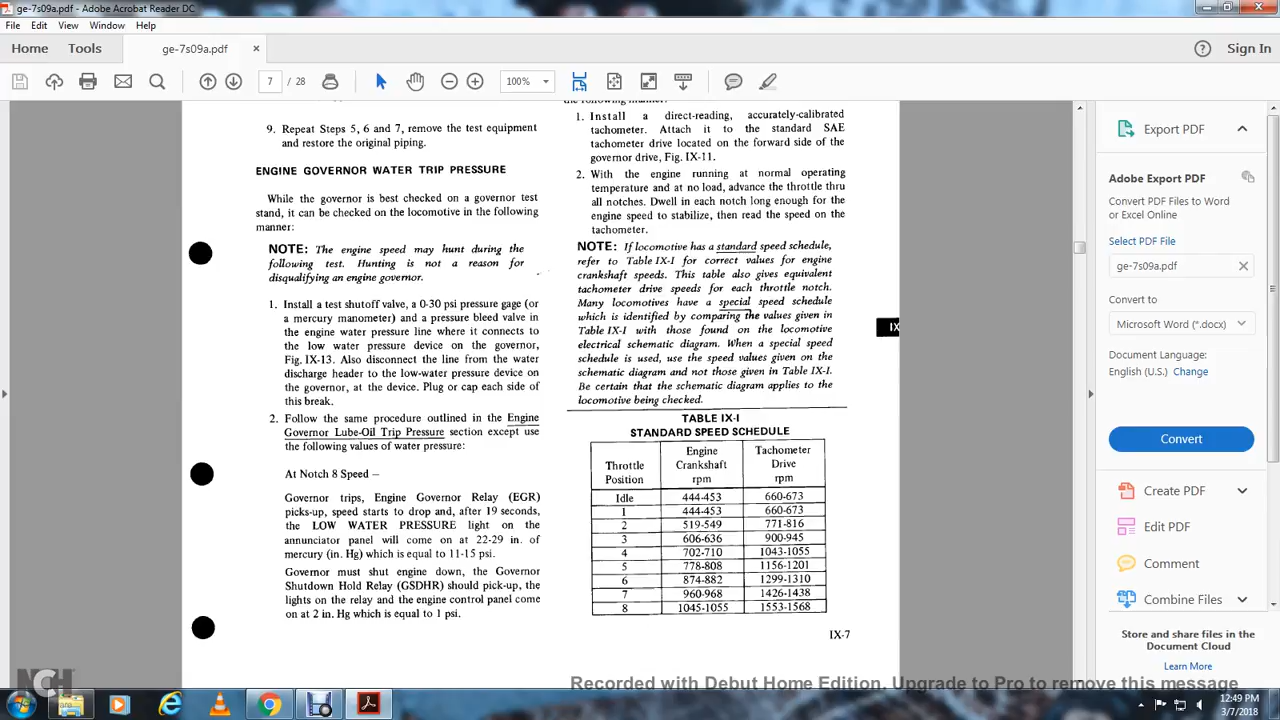 ge-7s09a.pdf - Adobe Acrobat Reader DC
File Edit View Window Help
Home Tools ge-7s09a.pdf × ? Sign In
7 / 28 100%
9. Repeat Steps 5, 6 and 7, remove the test equipment
and restore the original piping.
ENGINE GOVERNOR WATER TRIP PRESSURE
While the governor is best checked on a governor test
stand, it can be checked on the locomotive in the following
manner:
NOTE: The engine speed may hunt during the
following test. Hunting is not a reason for
disqualifying an engine governor.
1. Install a test shutoff valve, a 0-30 psi pressure gage (or
a mercury manometer) and a pressure bleed valve in
the engine water pressure line where it connects to
the low water pressure device on the governor,
Fig. IX-13. Also disconnect the line from the water
discharge header to the low-water pressure device on
the governor, at the device. Plug or cap each side of
this break.
2. Follow the same procedure outlined in the Engine
Governor Lube-Oil Trip Pressure section except use
the following values of water pressure:
At Notch 8 Speed –
Governor trips, Engine Governor Relay (EGR)
picks-up, speed starts to drop and, after 19 seconds,
the LOW WATER PRESSURE light on the
annunciator panel will come on at 22-29 in. of
mercury (in. Hg) which is equal to 11-15 psi.
Governor must shut engine down, the Governor
Shutdown Hold Relay (GSDHR) should pick-up, the
lights on the relay and the engine control panel come
on at 2 in. Hg which is equal to 1 psi.
the following manner:
1. Install a direct-reading, accurately-calibrated
tachometer. Attach it to the standard SAE
tachometer drive located on the forward side of the
governor drive, Fig. IX-11.
2. With the engine running at normal operating
temperature and at no load, advance the throttle thru
all notches. Dwell in each notch long enough for the
engine speed to stabilize, then read the speed on the
tachometer.
NOTE: If locomotive has a standard speed schedule,
refer to Table IX-I for correct values for engine
crankshaft speeds. This table also gives equivalent
tachometer drive speeds for each throttle notch.
Many locomotives have a special speed schedule
which is identified by comparing the values given in
Table IX-I with those found on the locomotive
electrical schematic diagram. When a special speed
schedule is used, use the speed values given on the
schematic diagram and not those given in Table IX-I.
Be certain that the schematic diagram applies to the
locomotive being checked.
TABLE IX-I
STANDARD SPEED SCHEDULE
Throttle Position Engine Crankshaft rpm Tachometer Drive rpm
Idle 444-453 660-673
1 444-453 660-673
2 519-549 771-816
3 606-636 900-945
4 702-710 1043-1055
5 778-808 1156-1201
6 874-882 1299-1310
7 960-968 1426-1438
8 1045-1055 1553-1568
IX-7
IX
Export PDF
Adobe Export PDF
Convert PDF Files to Word
or Excel Online
Select PDF File
ge-7s09a.pdf
Convert to
Microsoft Word (*.docx)
Document Language:
English (U.S.) Change
Convert
Create PDF
Edit PDF
Comment
Combine Files
Store and share files in the
Document Cloud
Learn More
NCH
Recorded with Debut Home Edition. Upgrade to Pro to remove this message
12:49 PM
3/7/2018